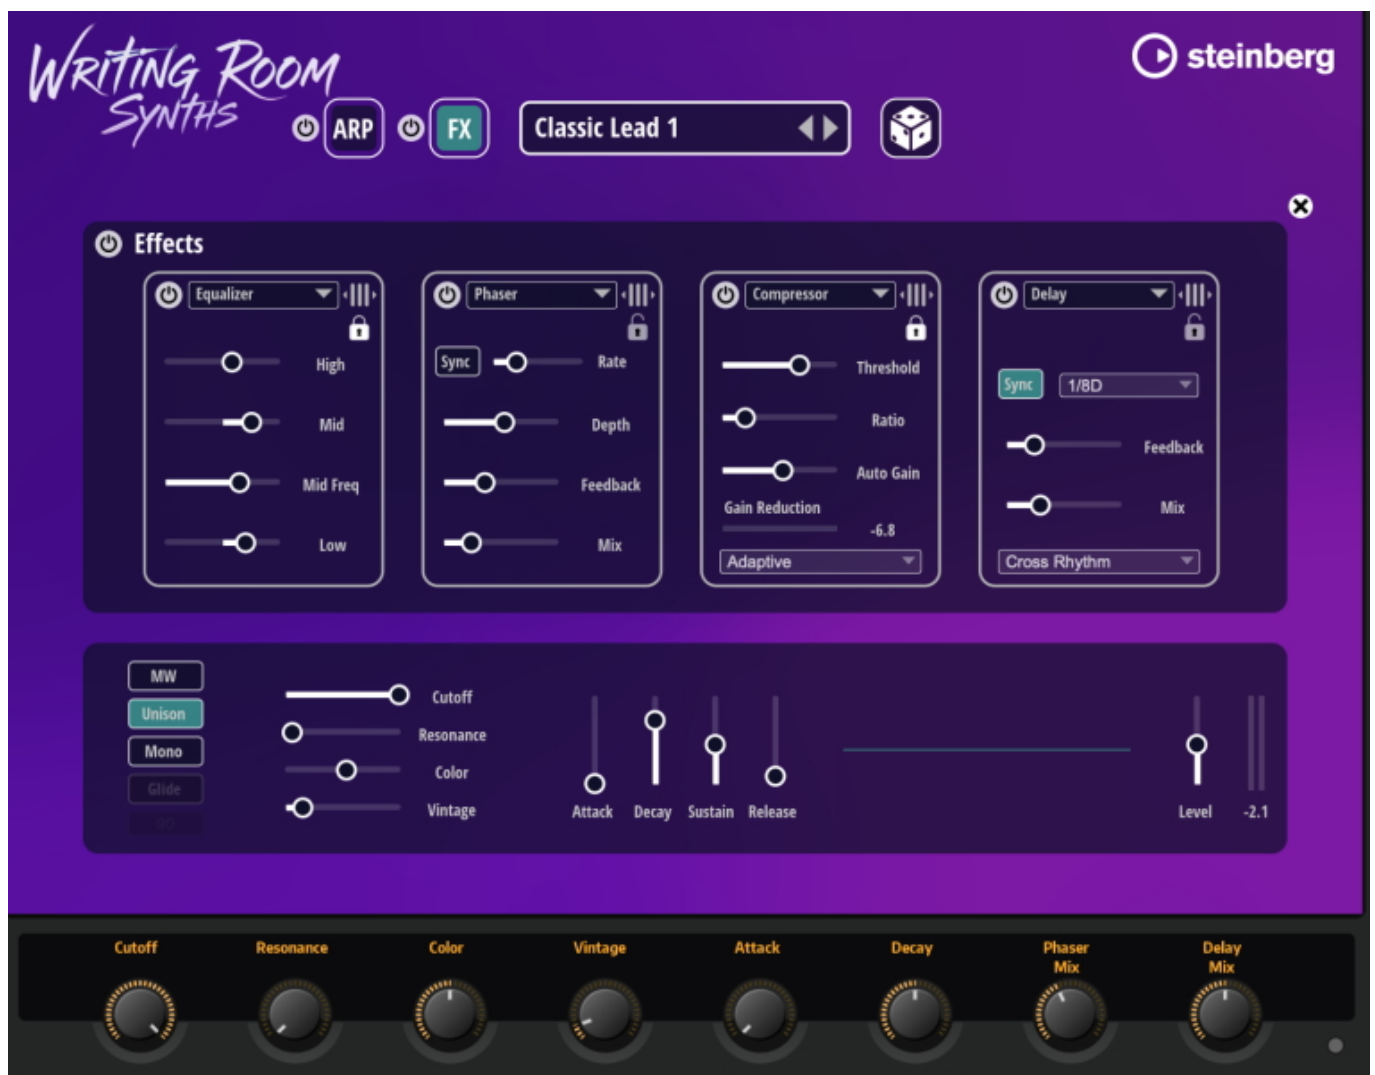 WRITING ROOM
SYNTHS
steinberg
ARP
FX
Classic Lead 1
Effects
Equalizer
Phaser
Compressor
Delay
High
Mid
Mid Freq
Low
Sync
Rate
Depth
Feedback
Mix
Threshold
Ratio
Auto Gain
Gain Reduction
-6.8
Adaptive
Sync
1/8D
Feedback
Mix
Cross Rhythm
MW
Unison
Mono
Glide
Cutoff
Resonance
Color
Vintage
Attack
Decay
Sustain
Release
Level
-2.1
Cutoff
Resonance
Color
Vintage
Attack
Decay
Phaser
Mix
Delay
Mix